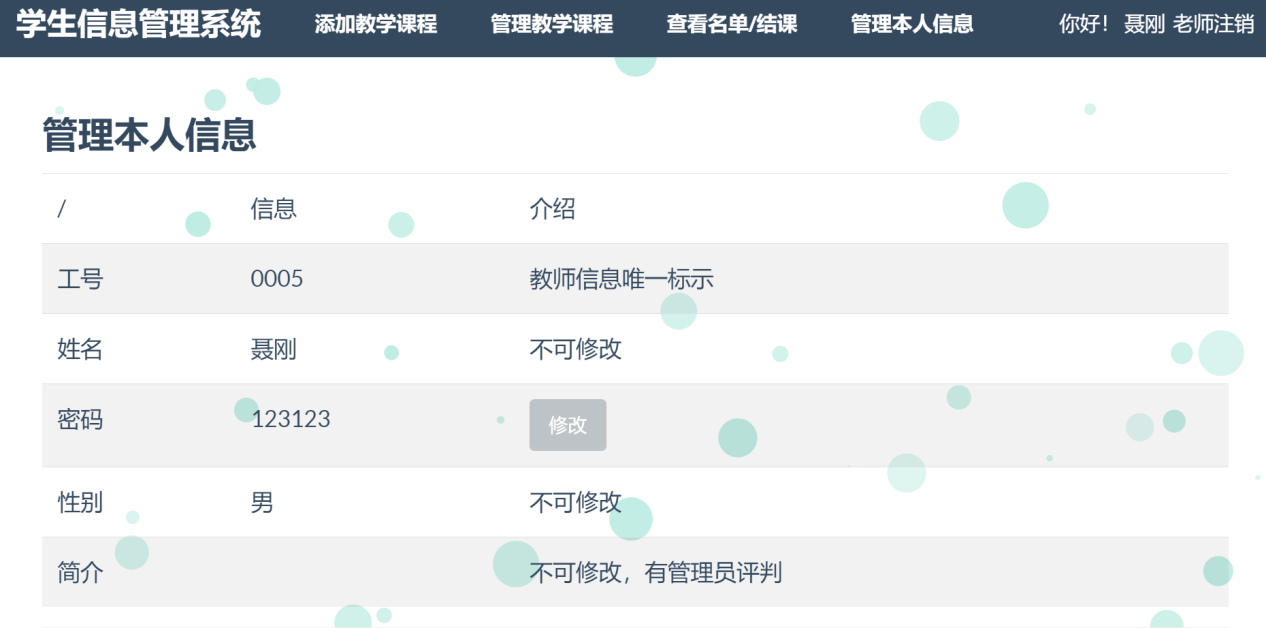 学生信息管理系统 添加教学课程 管理教学课程 查看名单/结课 管理本人信息 你好! 聂刚 老师注销
管理本人信息
/ 信息 介绍
工号 0005 教师信息唯一标示
姓名 聂刚 不可修改
密码 123123 修改
性别 男 不可修改
简介 不可修改，有管理员评判